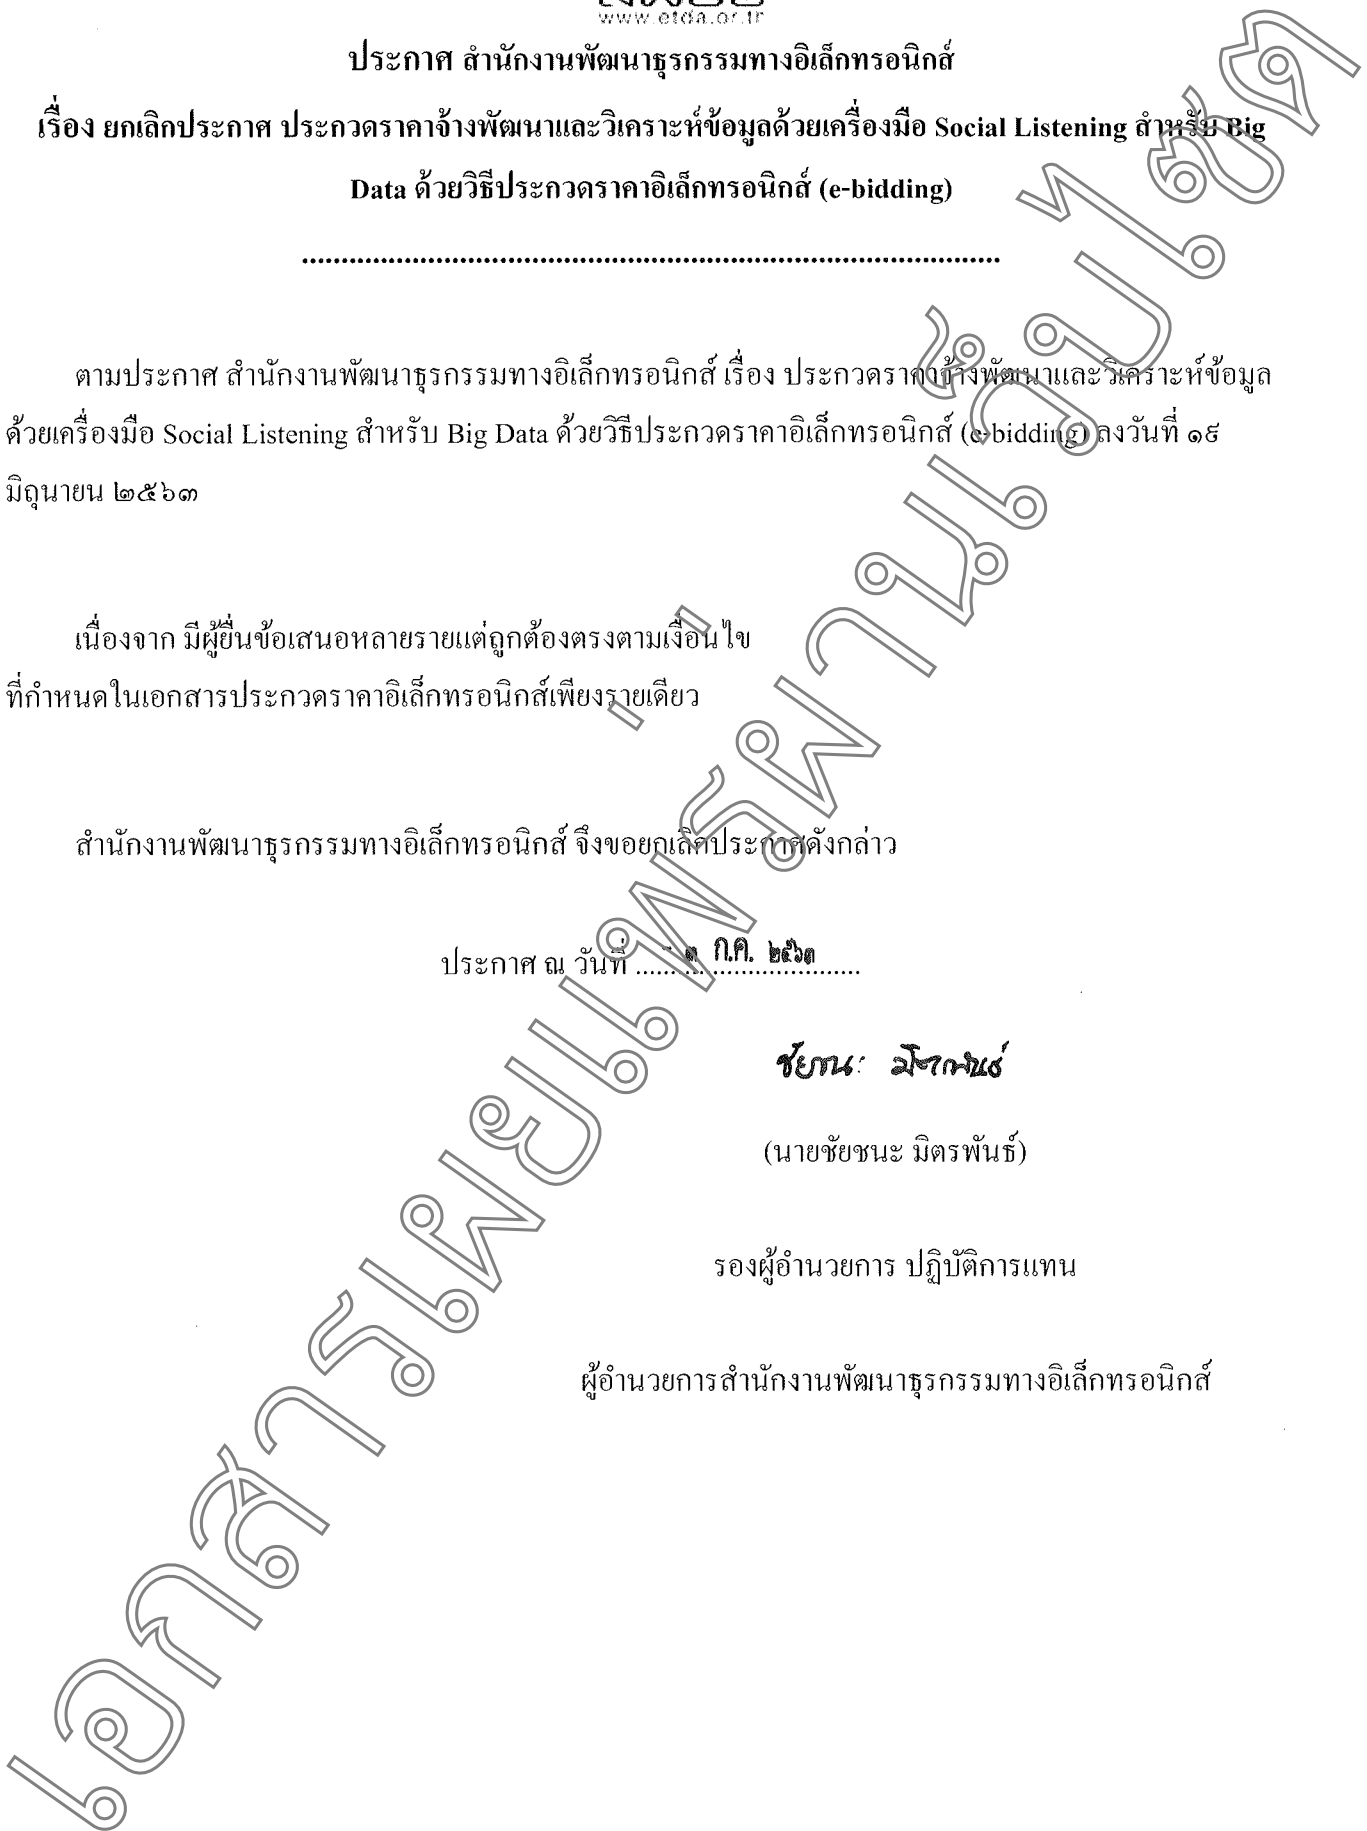 www.etda.or.th
ประกาศ สำนักงานพัฒนาธุรกรรมทางอิเล็กทรอนิกส์
เรื่อง ยกเลิกประกาศ ประกวดราคาจ้างพัฒนาและวิเคราะห์ข้อมูลด้วยเครื่องมือ Social Listening สำหรับ Big
Data ด้วยวิธีประกวดราคาอิเล็กทรอนิกส์ (e-bidding)
ตามประกาศ สำนักงานพัฒนาธุรกรรมทางอิเล็กทรอนิกส์ เรื่อง ประกวดราคาจ้างพัฒนาและวิเคราะห์ข้อมูล
ด้วยเครื่องมือ Social Listening สำหรับ Big Data ด้วยวิธีประกวดราคาอิเล็กทรอนิกส์ (e-bidding) ลงวันที่ ๑๙
มิถุนายน ๒๕๖๓
เนื่องจาก มีผู้ยื่นข้อเสนอหลายรายแต่ถูกต้องตรงตามเงื่อนไข
ที่กำหนดในเอกสารประกวดราคาอิเล็กทรอนิกส์เพียงรายเดียว
สำนักงานพัฒนาธุรกรรมทางอิเล็กทรอนิกส์ จึงขอยกเลิกประกาศดังกล่าว
ประกาศ ณ วันที่ ...... ๓ ก.ค. ๒๕๖๓
ชัยชนะ มิตรพันธ์
(นายชัยชนะ มิตรพันธ์)
รองผู้อำนวยการ ปฏิบัติการแทน
ผู้อำนวยการสำนักงานพัฒนาธุรกรรมทางอิเล็กทรอนิกส์
เอกสารเผยแพร่ผ่านเว็บไซต์